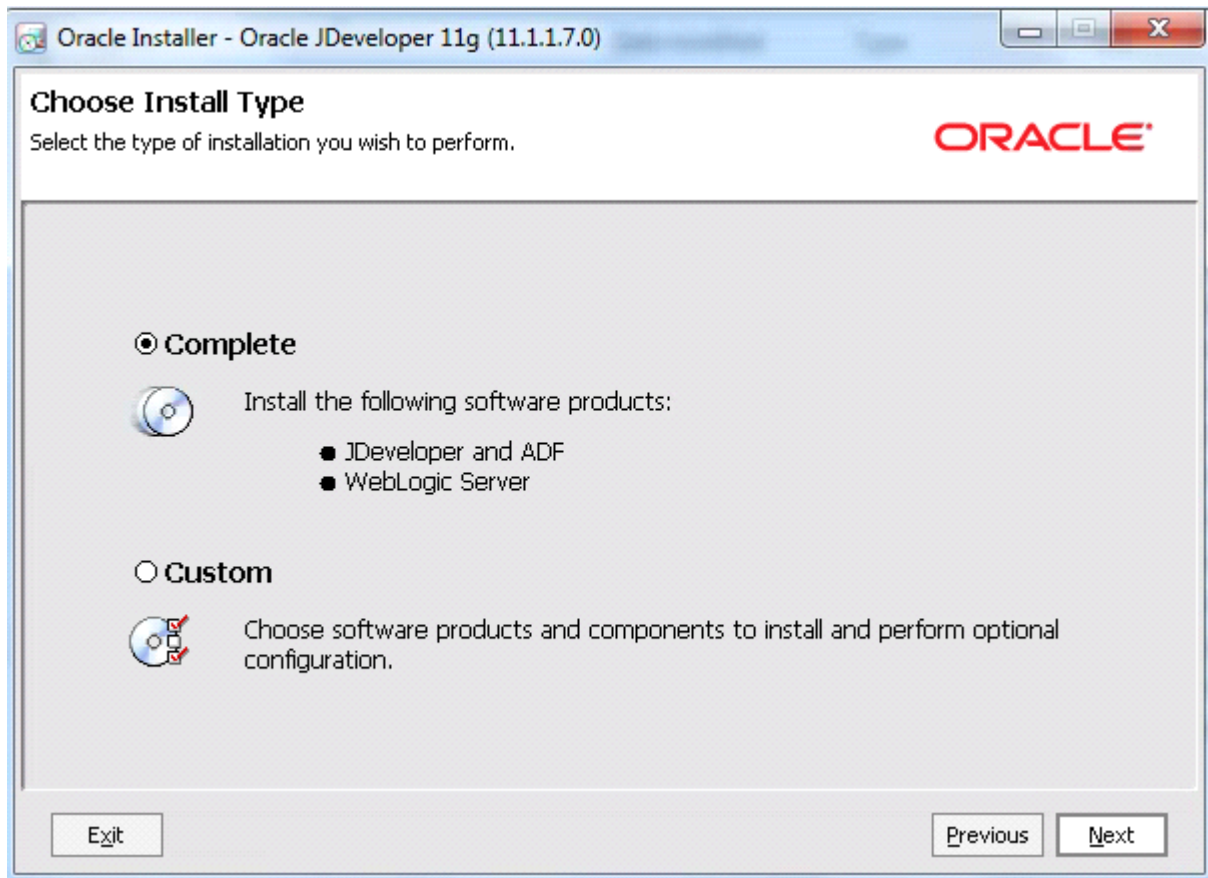 Oracle Installer - Oracle JDeveloper 11g (11.1.1.7.0)
Choose Install Type
Select the type of installation you wish to perform.
ORACLE
Complete
Install the following software products:
JDeveloper and ADF
WebLogic Server
Custom
Choose software products and components to install and perform optional
configuration.
Exit
Previous
Next